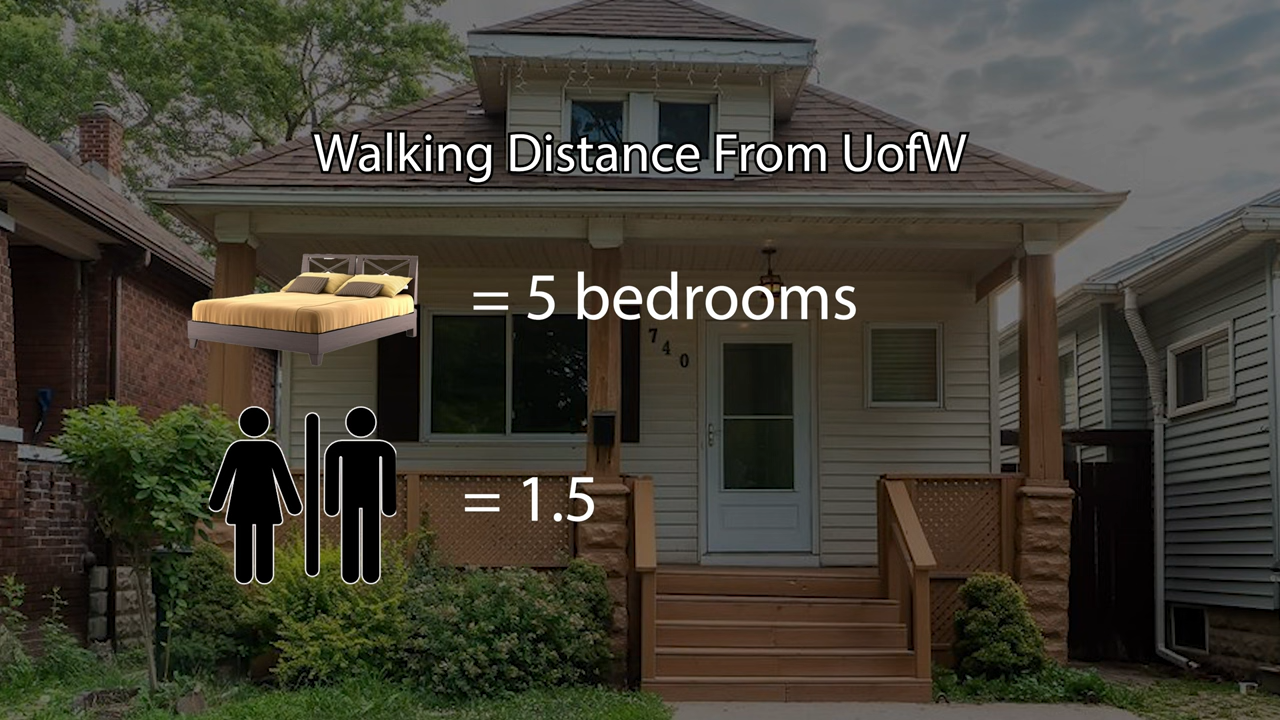 Walking Distance From UofW
= 5 bedrooms
740
= 1.5